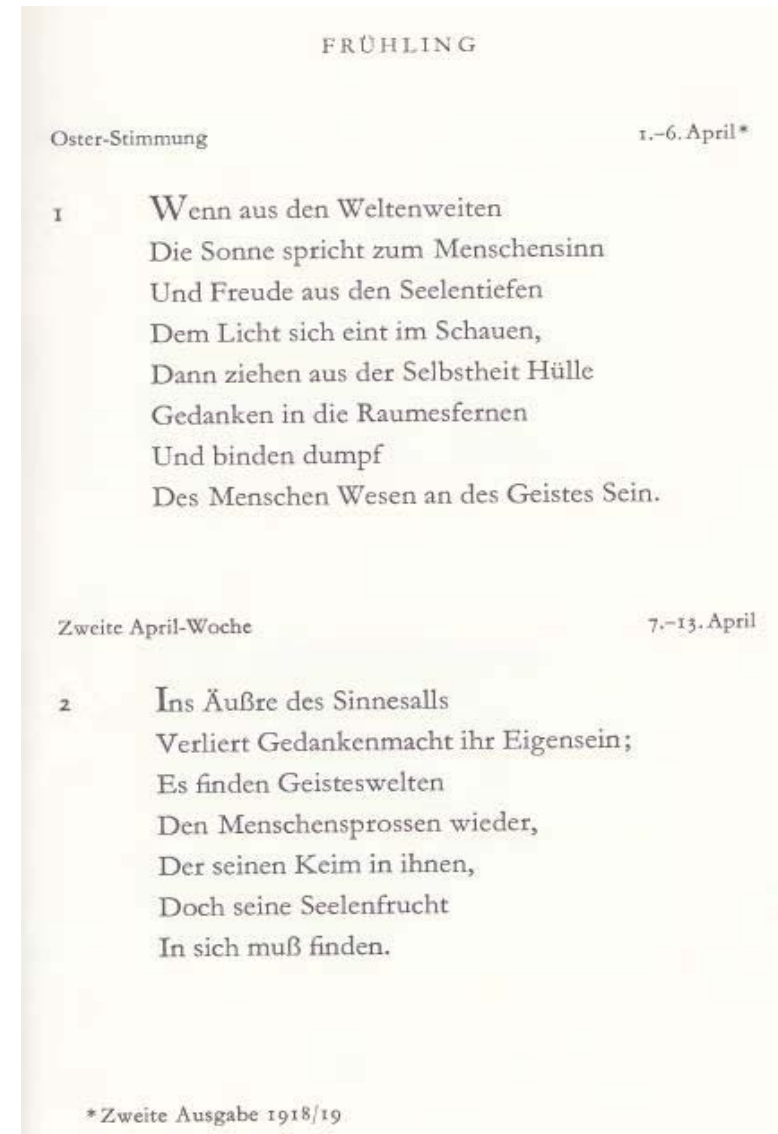 FRÜHLING
Oster-Stimmung 1.–6. April*
1 Wenn aus den Weltenweiten
Die Sonne spricht zum Menschensinn
Und Freude aus den Seelentiefen
Dem Licht sich eint im Schauen,
Dann ziehen aus der Selbstheit Hülle
Gedanken in die Raumesfernen
Und binden dumpf
Des Menschen Wesen an des Geistes Sein.
Zweite April-Woche 7.–13. April
2 Ins Äußre des Sinnesalls
Verliert Gedankenmacht ihr Eigensein;
Es finden Geisteswelten
Den Menschensprossen wieder,
Der seinen Keim in ihnen,
Doch seine Seelenfrucht
In sich muß finden.
*Zweite Ausgabe 1918/19